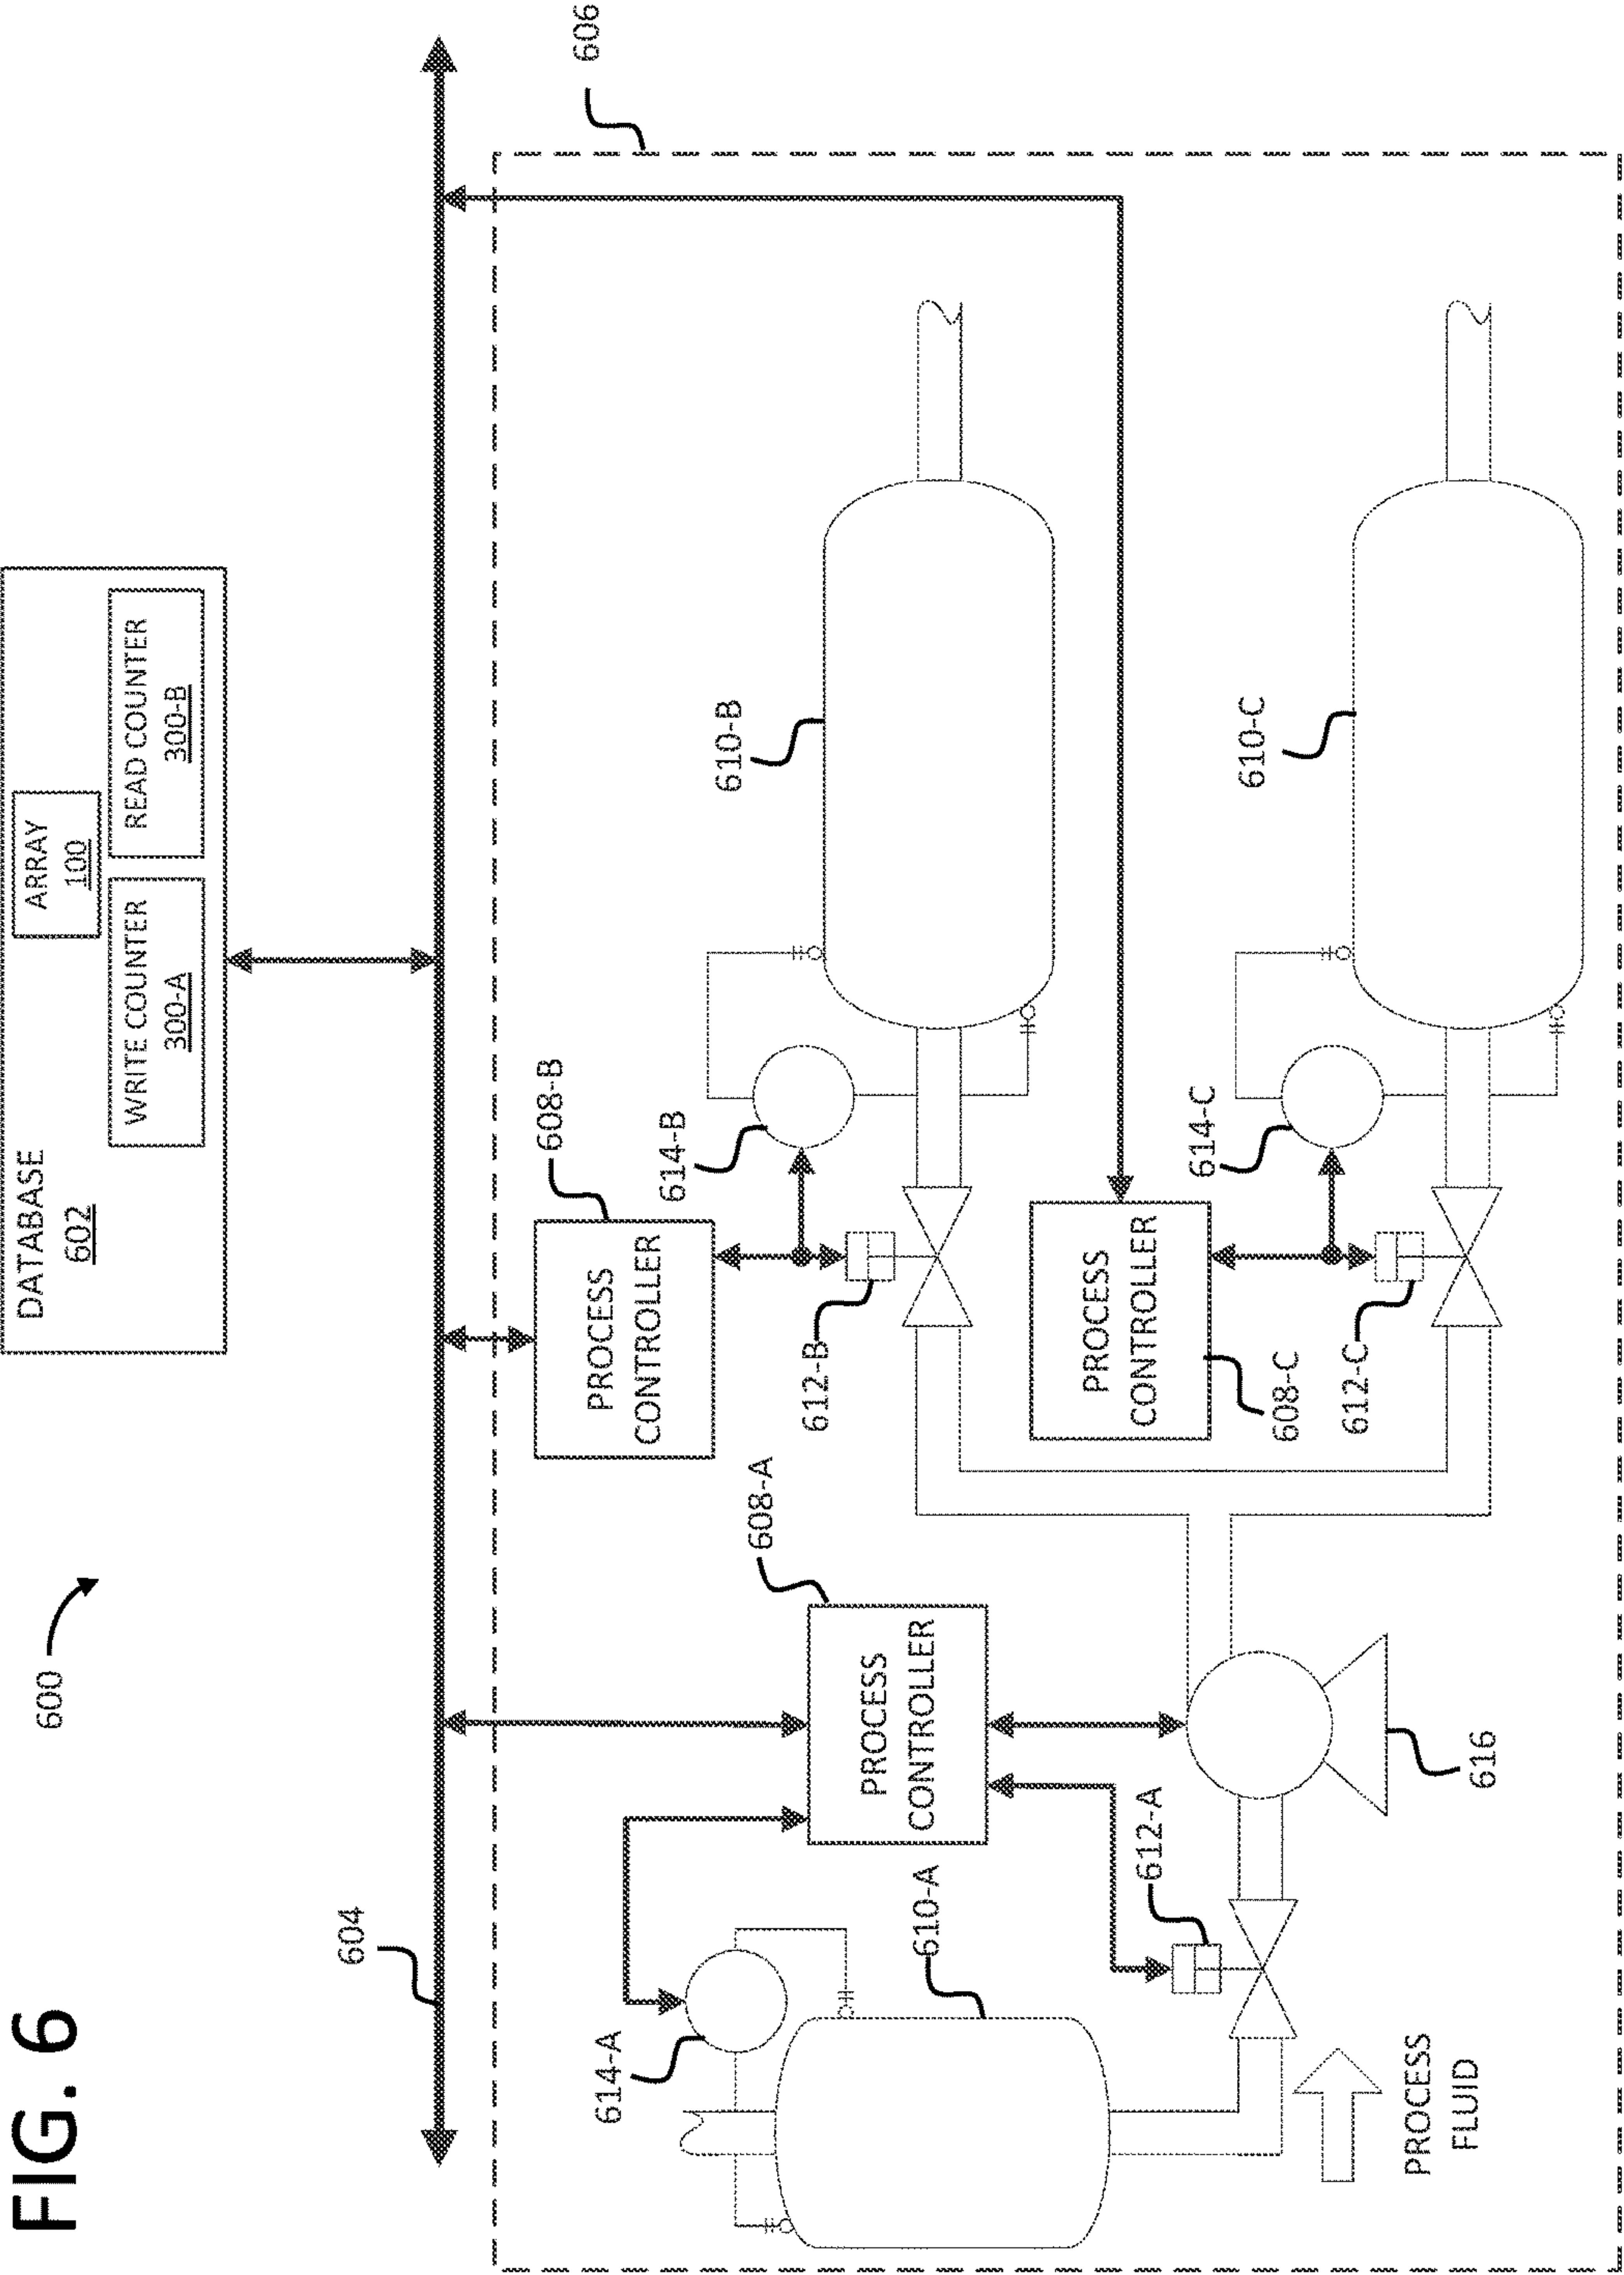 FIG. 6
600
DATABASE
602
ARRAY
100
WRITE COUNTER
300-A
READ COUNTER
300-B
604
606
608-B
PROCESS
CONTROLLER
614-B
610-B
612-B
608-A
PROCESS
CONTROLLER
614-A
610-A
612-A
616
PROCESS
FLUID
PROCESS
CONTROLLER
608-C
614-C
610-C
612-C